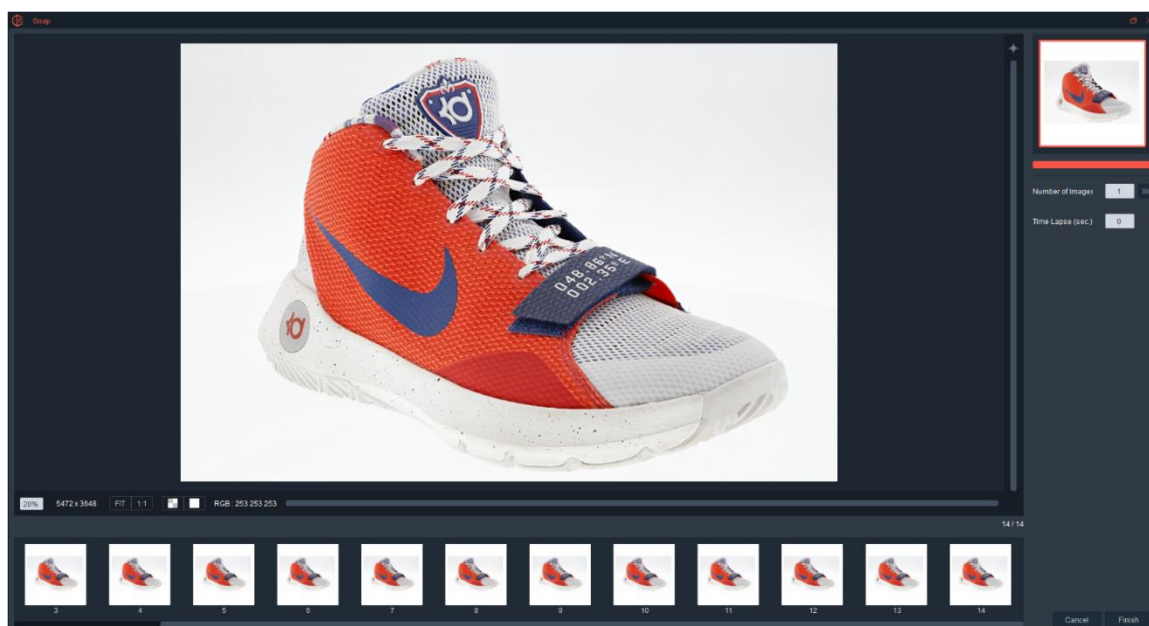 Snap
048.86°N
002.35°E
Number of Images 1
Time Lapse (sec.) 0
20% 5472 x 3648 FIT 1:1 RGB : 253 253 253
14 / 14
3 4 5 6 7 8 9 10 11 12 13 14
Cancel Finish